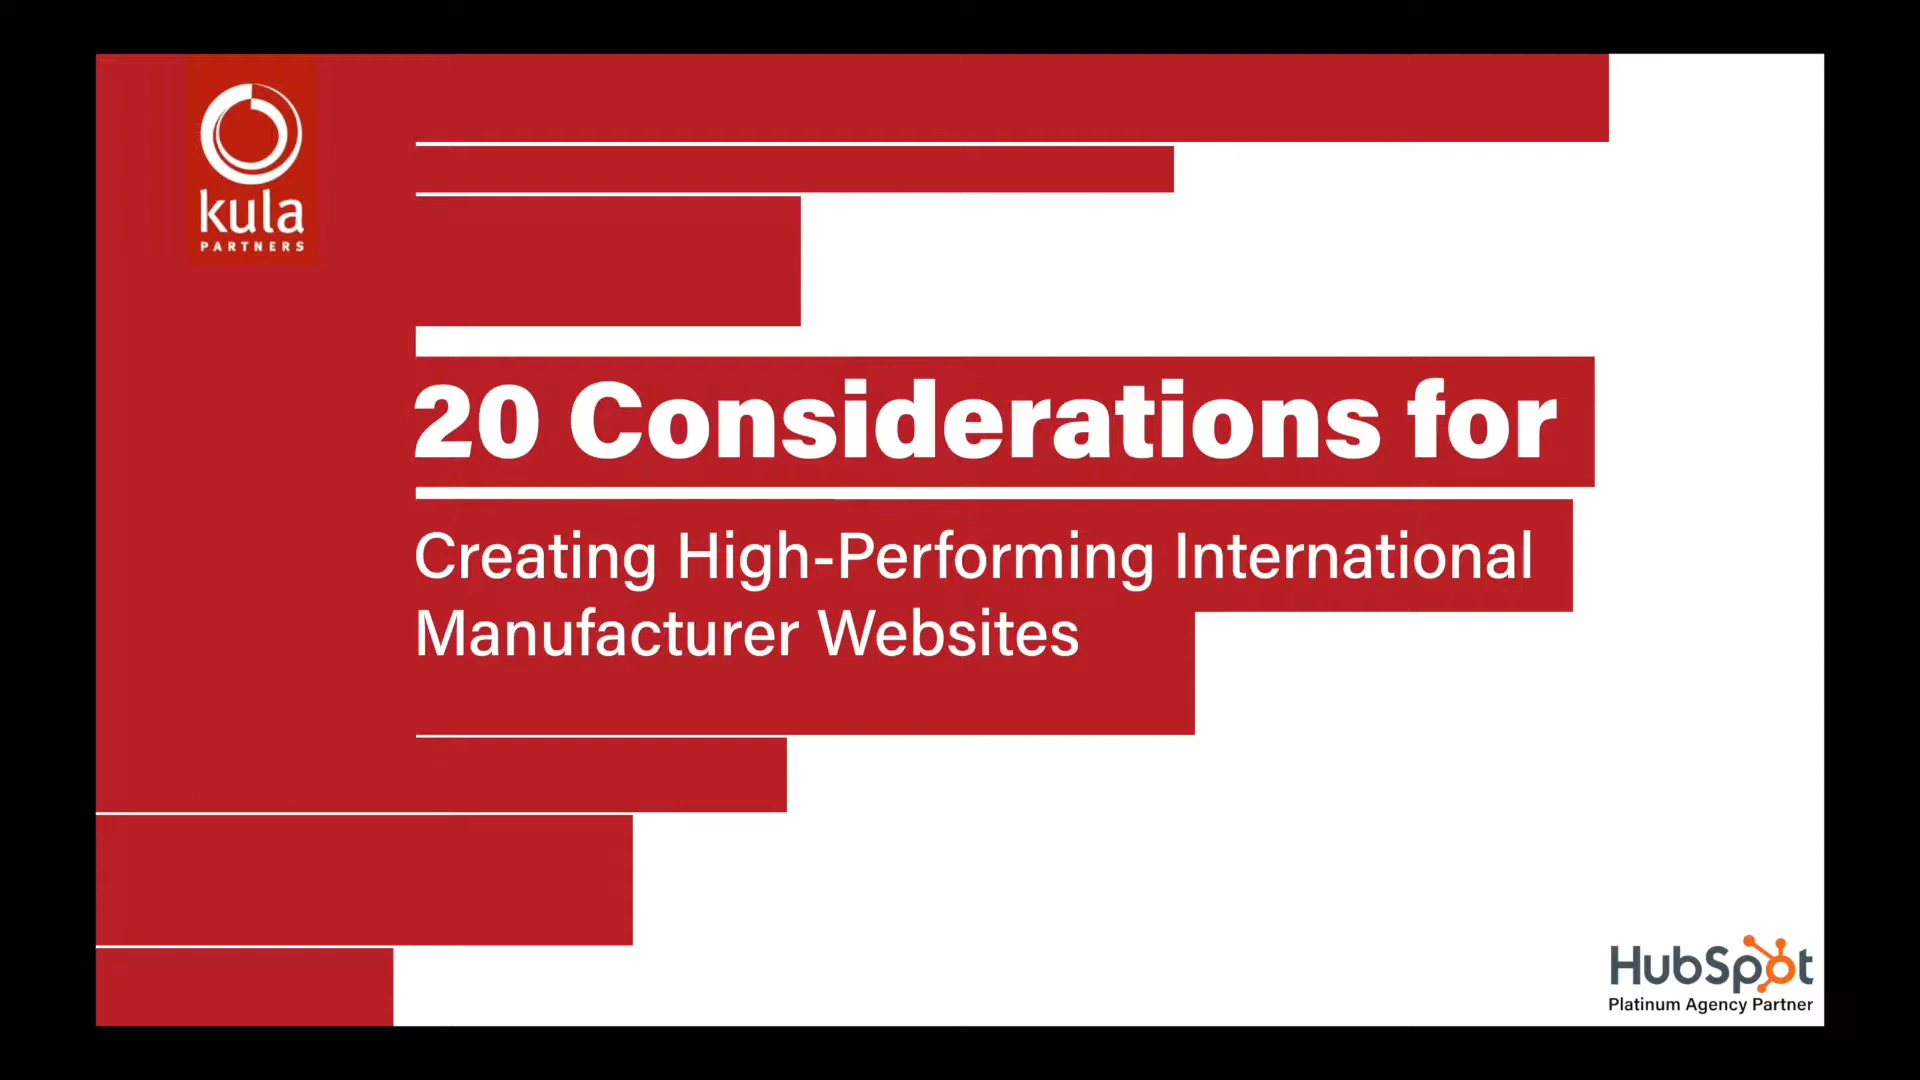 kula
PARTNERS
20 Considerations for
Creating High-Performing International
Manufacturer Websites
HubSpot
Platinum Agency Partner